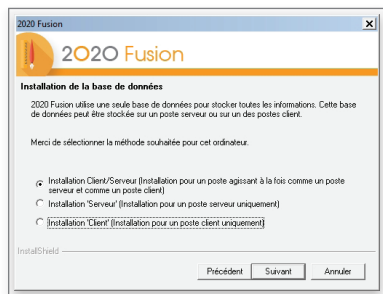 2020 Fusion
2020 Fusion
Installation de la base de données
2020 Fusion utilise une seule base de données pour stocker toutes les informations. Cette base
de données peut être stockée sur un poste serveur ou sur un des postes client.
Merci de sélectionner la méthode souhaitée pour cet ordinateur.
Installation Client/Serveur (Installation pour un poste agissant à la fois comme un poste
serveur et comme un poste client)
Installation 'Serveur' (Installation pour un poste serveur uniquement)
Installation 'Client' (Installation pour un poste client uniquement)
InstallShield
Précédent Suivant Annuler